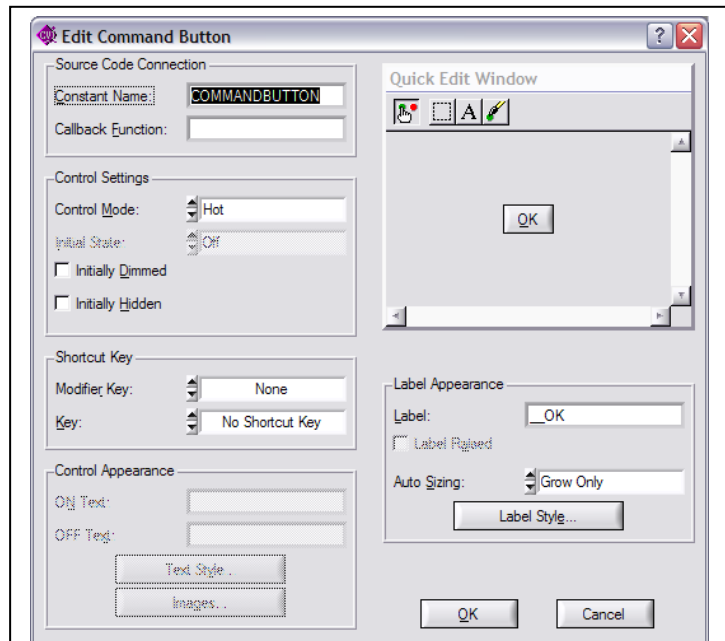 Edit Command Button
Source Code Connection
Constant Name: COMMANDBUTTON
Callback Function:
Control Settings
Control Mode: Hot
Initial State: Off
Initially Dimmed
Initially Hidden
Shortcut Key
Modifier Key: None
Key: No Shortcut Key
Control Appearance
ON Text:
OFF Text:
Text Style...
Images...
Quick Edit Window
A
OK
Label Appearance
Label: __OK
Label Raised
Auto Sizing: Grow Only
Label Style...
OK
Cancel